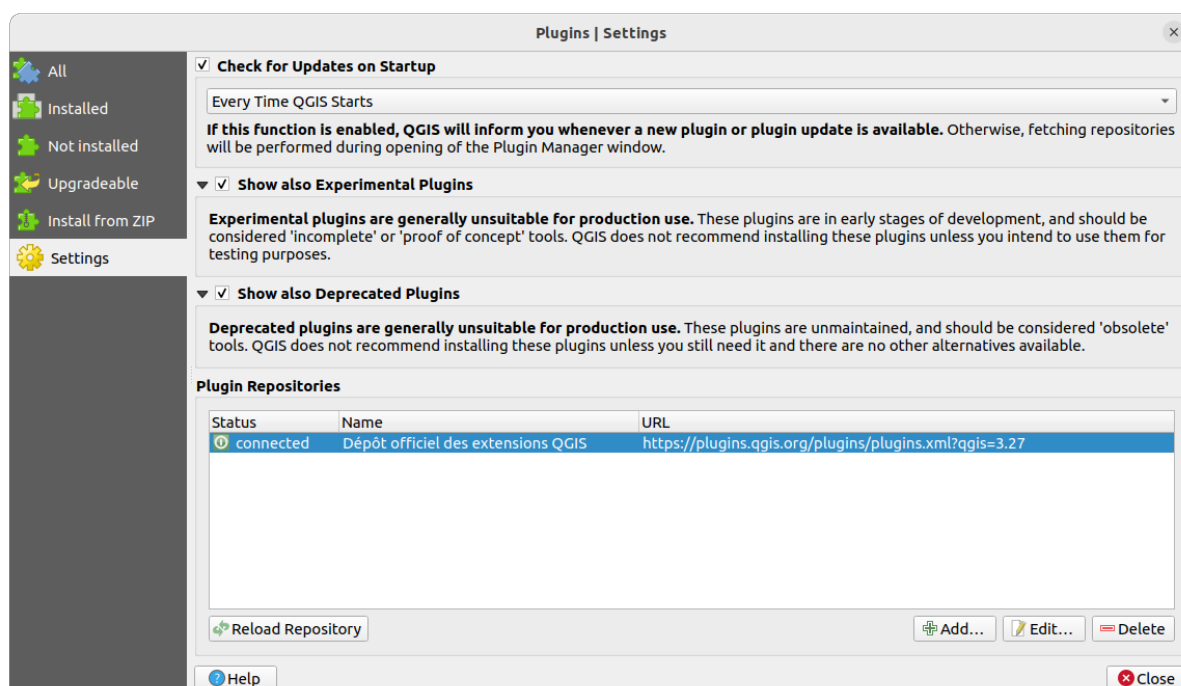 Plugins | Settings
All
Installed
Not installed
Upgradeable
Install from ZIP
Settings
Check for Updates on Startup
Every Time QGIS Starts
If this function is enabled, QGIS will inform you whenever a new plugin or plugin update is available. Otherwise, fetching repositories
will be performed during opening of the Plugin Manager window.
Show also Experimental Plugins
Experimental plugins are generally unsuitable for production use. These plugins are in early stages of development, and should be
considered 'incomplete' or 'proof of concept' tools. QGIS does not recommend installing these plugins unless you intend to use them for
testing purposes.
Show also Deprecated Plugins
Deprecated plugins are generally unsuitable for production use. These plugins are unmaintained, and should be considered 'obsolete'
tools. QGIS does not recommend installing these plugins unless you still need it and there are no other alternatives available.
Plugin Repositories
Status Name URL
connected Dépôt officiel des extensions QGIS https://plugins.qgis.org/plugins/plugins.xml?qgis=3.27
Reload Repository Add... Edit... Delete
Help Close